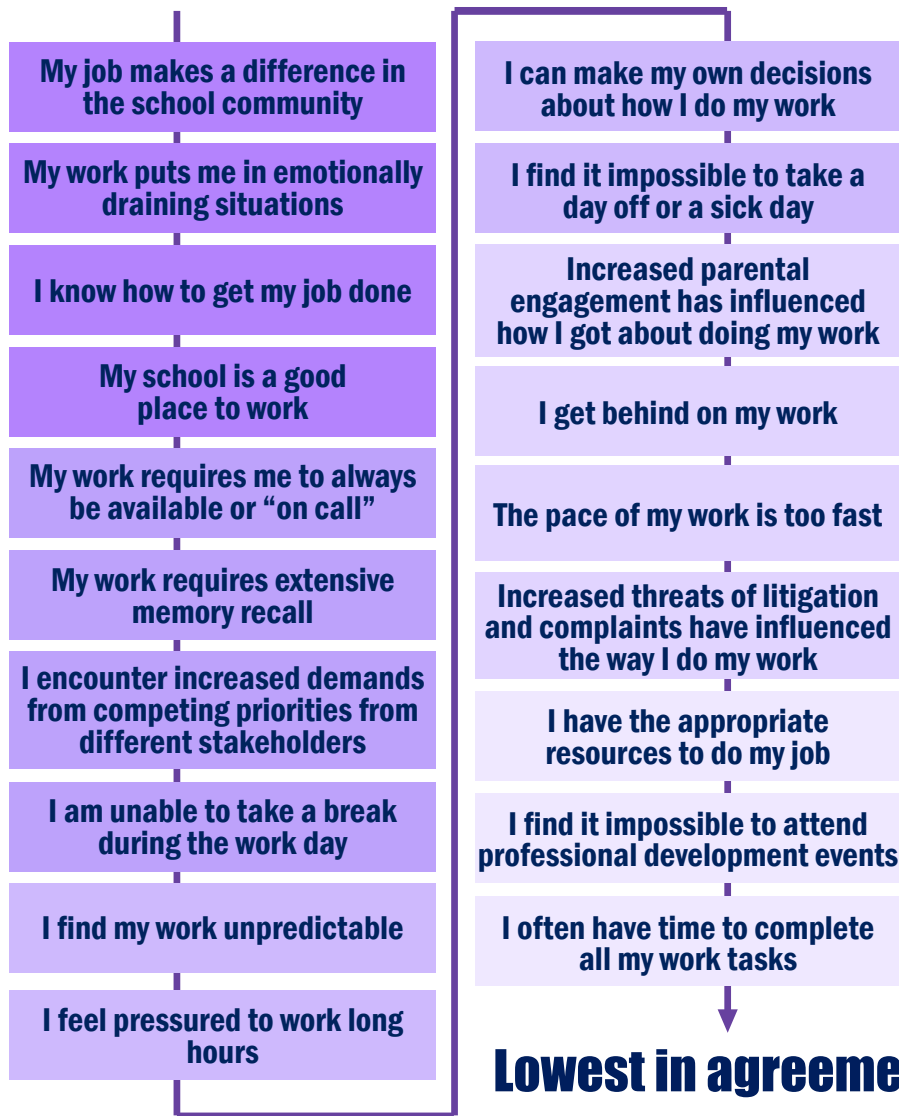 My job makes a difference in
the school community
My work puts me in emotionally
draining situations
I know how to get my job done
My school is a good
place to work
My work requires me to always
be available or “on call”
My work requires extensive
memory recall
I encounter increased demands
from competing priorities from
different stakeholders
I am unable to take a break
during the work day
I find my work unpredictable
I feel pressured to work long
hours
I can make my own decisions
about how I do my work
I find it impossible to take a
day off or a sick day
Increased parental
engagement has influenced
how I got about doing my work
I get behind on my work
The pace of my work is too fast
Increased threats of litigation
and complaints have influenced
the way I do my work
I have the appropriate
resources to do my job
I find it impossible to attend
professional development events
I often have time to complete
all my work tasks
Lowest in agreeme